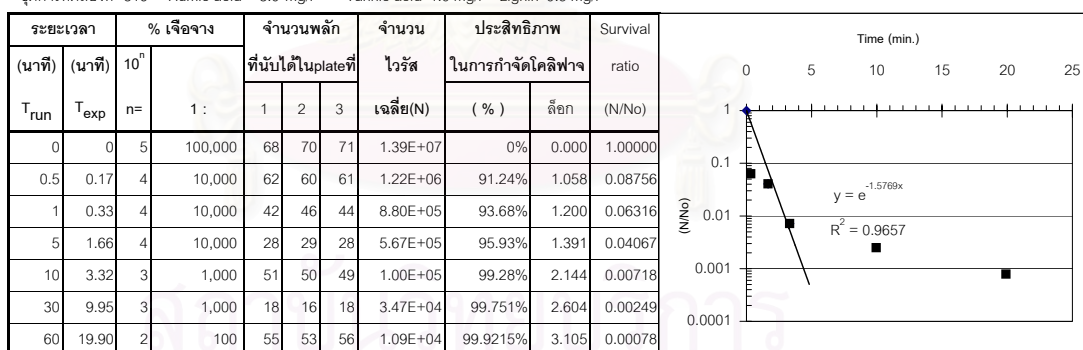 ระยะเวลา % เจือจาง จำนวนพลัก จำนวน ประสิทธิภาพ Survival
(นาที) (นาที) 10^n ที่นับได้ในplateที่ ไวรัส ในการกำจัดโคลิฟาจ ratio
Trun Texp n= 1 : 1 2 3 เฉลี่ย(N) ( % ) ล็อก (N/No)
0 0 5 100,000 68 70 71 1.39E+07 0% 0.000 1.00000
0.5 0.17 4 10,000 62 60 61 1.22E+06 91.24% 1.058 0.08756
1 0.33 4 10,000 42 46 44 8.80E+05 93.68% 1.200 0.06316
5 1.66 4 10,000 28 29 28 5.67E+05 95.93% 1.391 0.04067
10 3.32 3 1,000 51 50 49 1.00E+05 99.28% 2.144 0.00718
30 9.95 3 1,000 18 16 18 3.47E+04 99.751% 2.604 0.00249
60 19.90 2 100 55 53 56 1.09E+04 99.9215% 3.105 0.00078
Time (min.)
0 5 10 15 20 25
1
0.1
0.01
0.001
0.0001
(N/No)
y = e^-1.5769x
R^2 = 0.9657